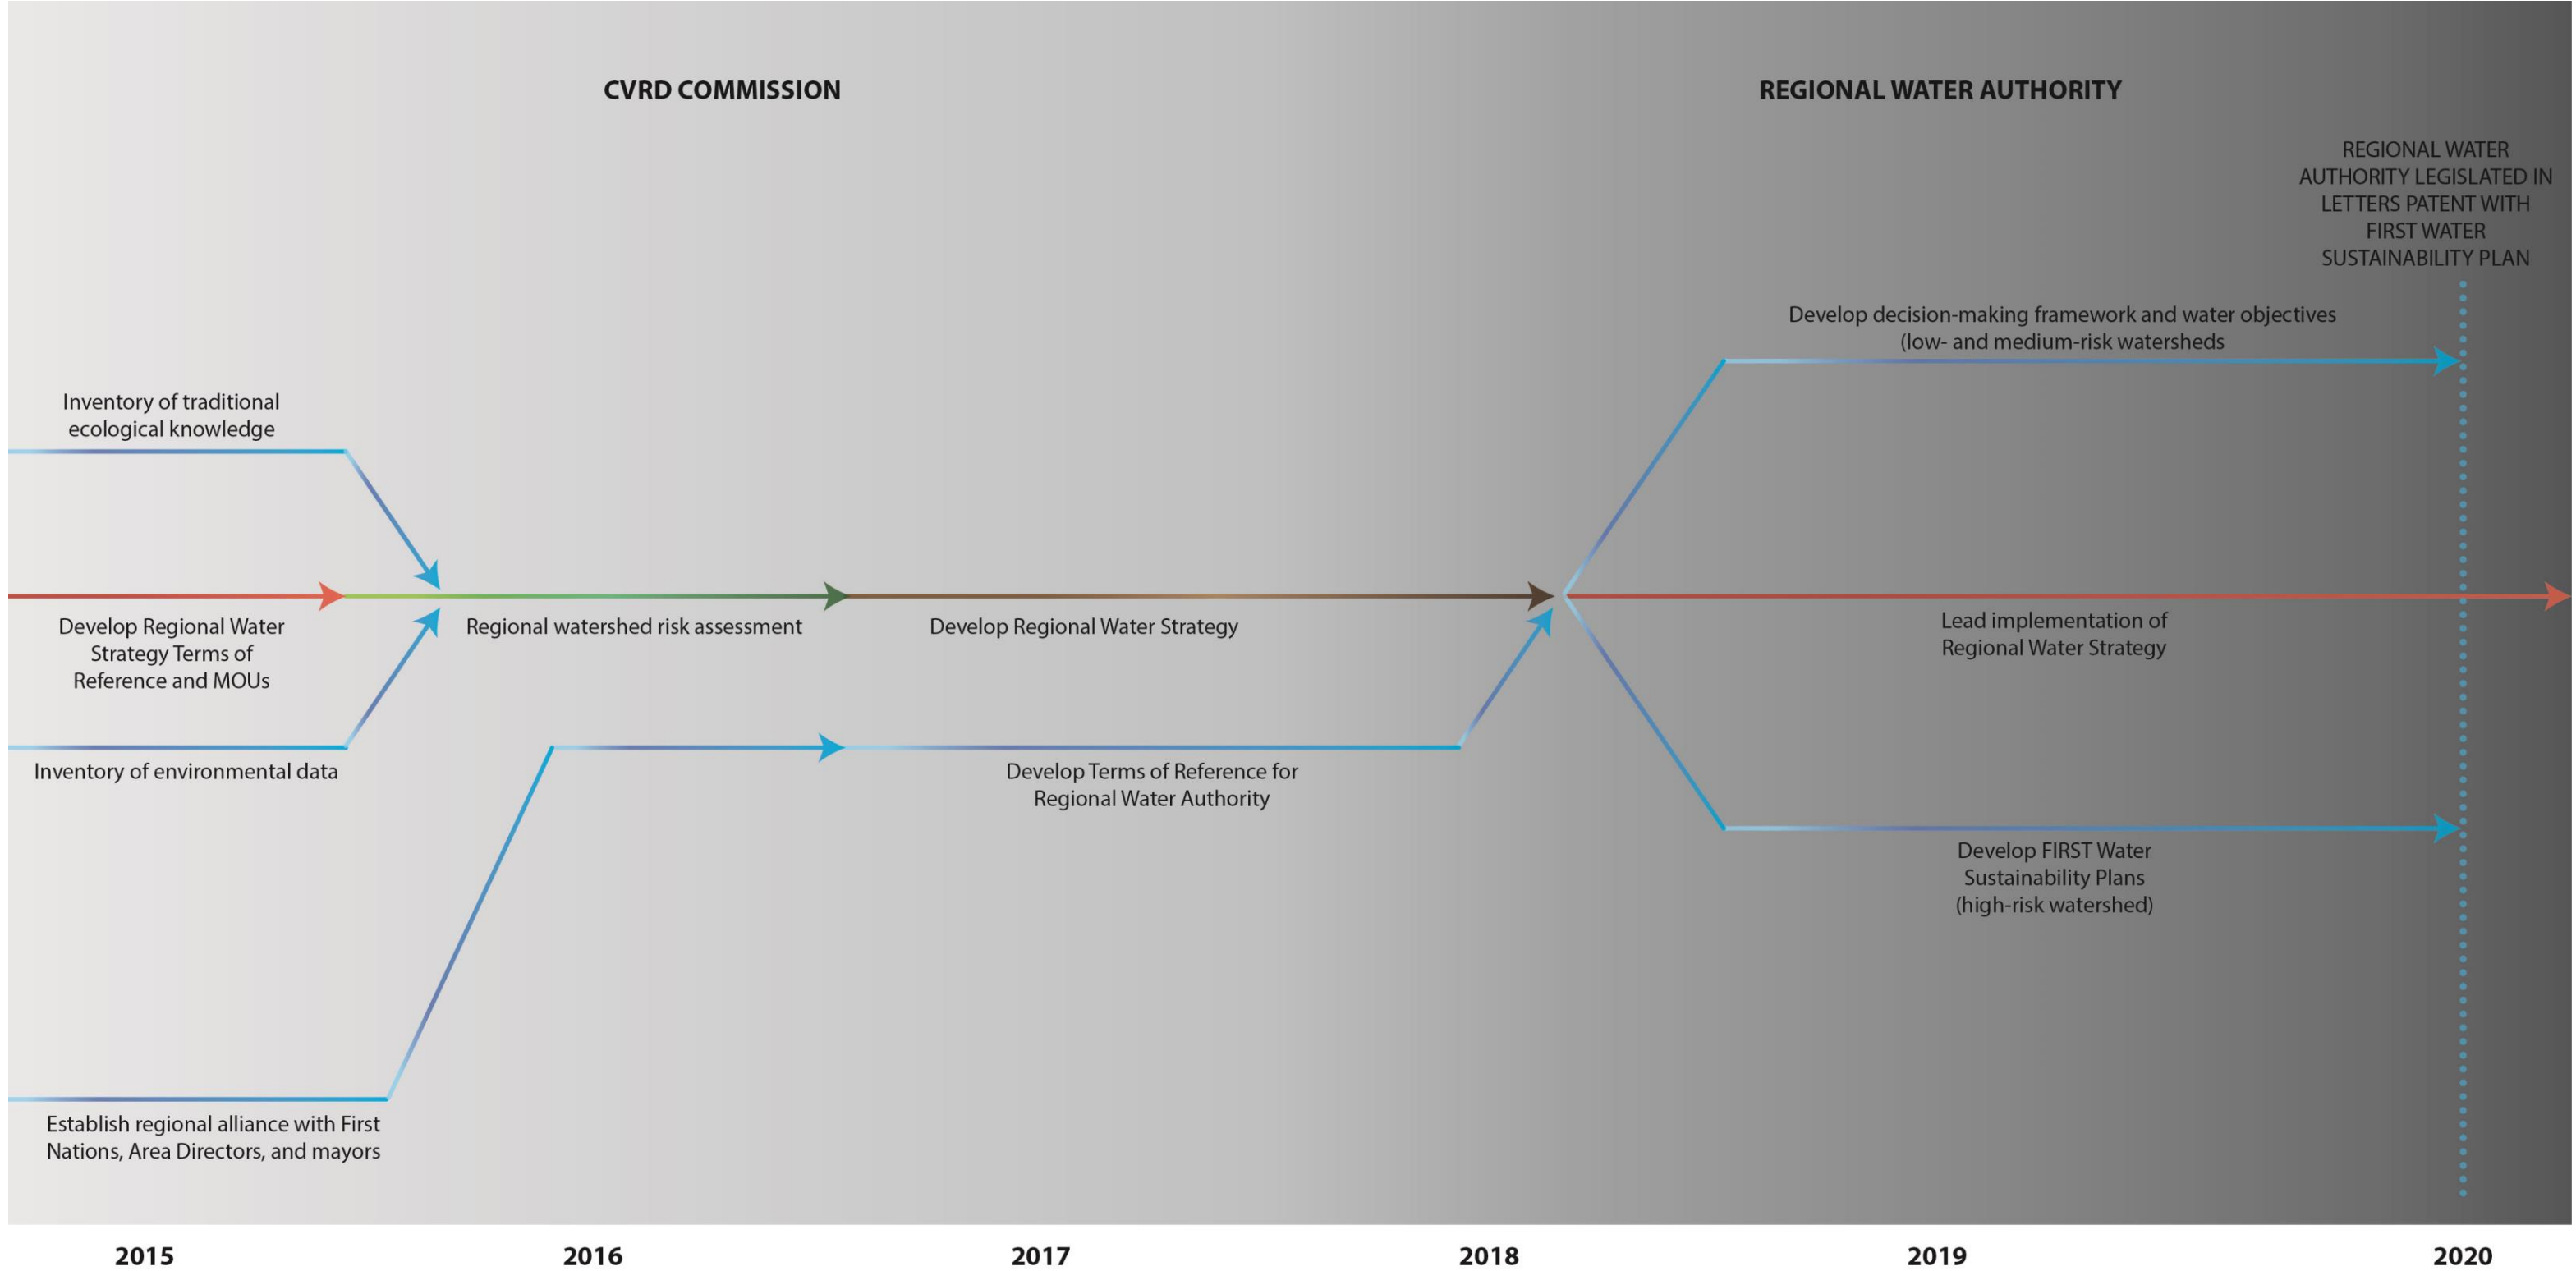 CVRD COMMISSION
REGIONAL WATER AUTHORITY
REGIONAL WATER
AUTHORITY LEGISLATED IN
LETTERS PATENT WITH
FIRST WATER
SUSTAINABILITY PLAN
Develop decision-making framework and water objectives
(low- and medium-risk watersheds
Inventory of traditional
ecological knowledge
Develop Regional Water
Strategy Terms of
Reference and MOUs
Regional watershed risk assessment
Develop Regional Water Strategy
Lead implementation of
Regional Water Strategy
Inventory of environmental data
Develop Terms of Reference for
Regional Water Authority
Develop FIRST Water
Sustainability Plans
(high-risk watershed)
Establish regional alliance with First
Nations, Area Directors, and mayors
2015
2016
2017
2018
2019
2020